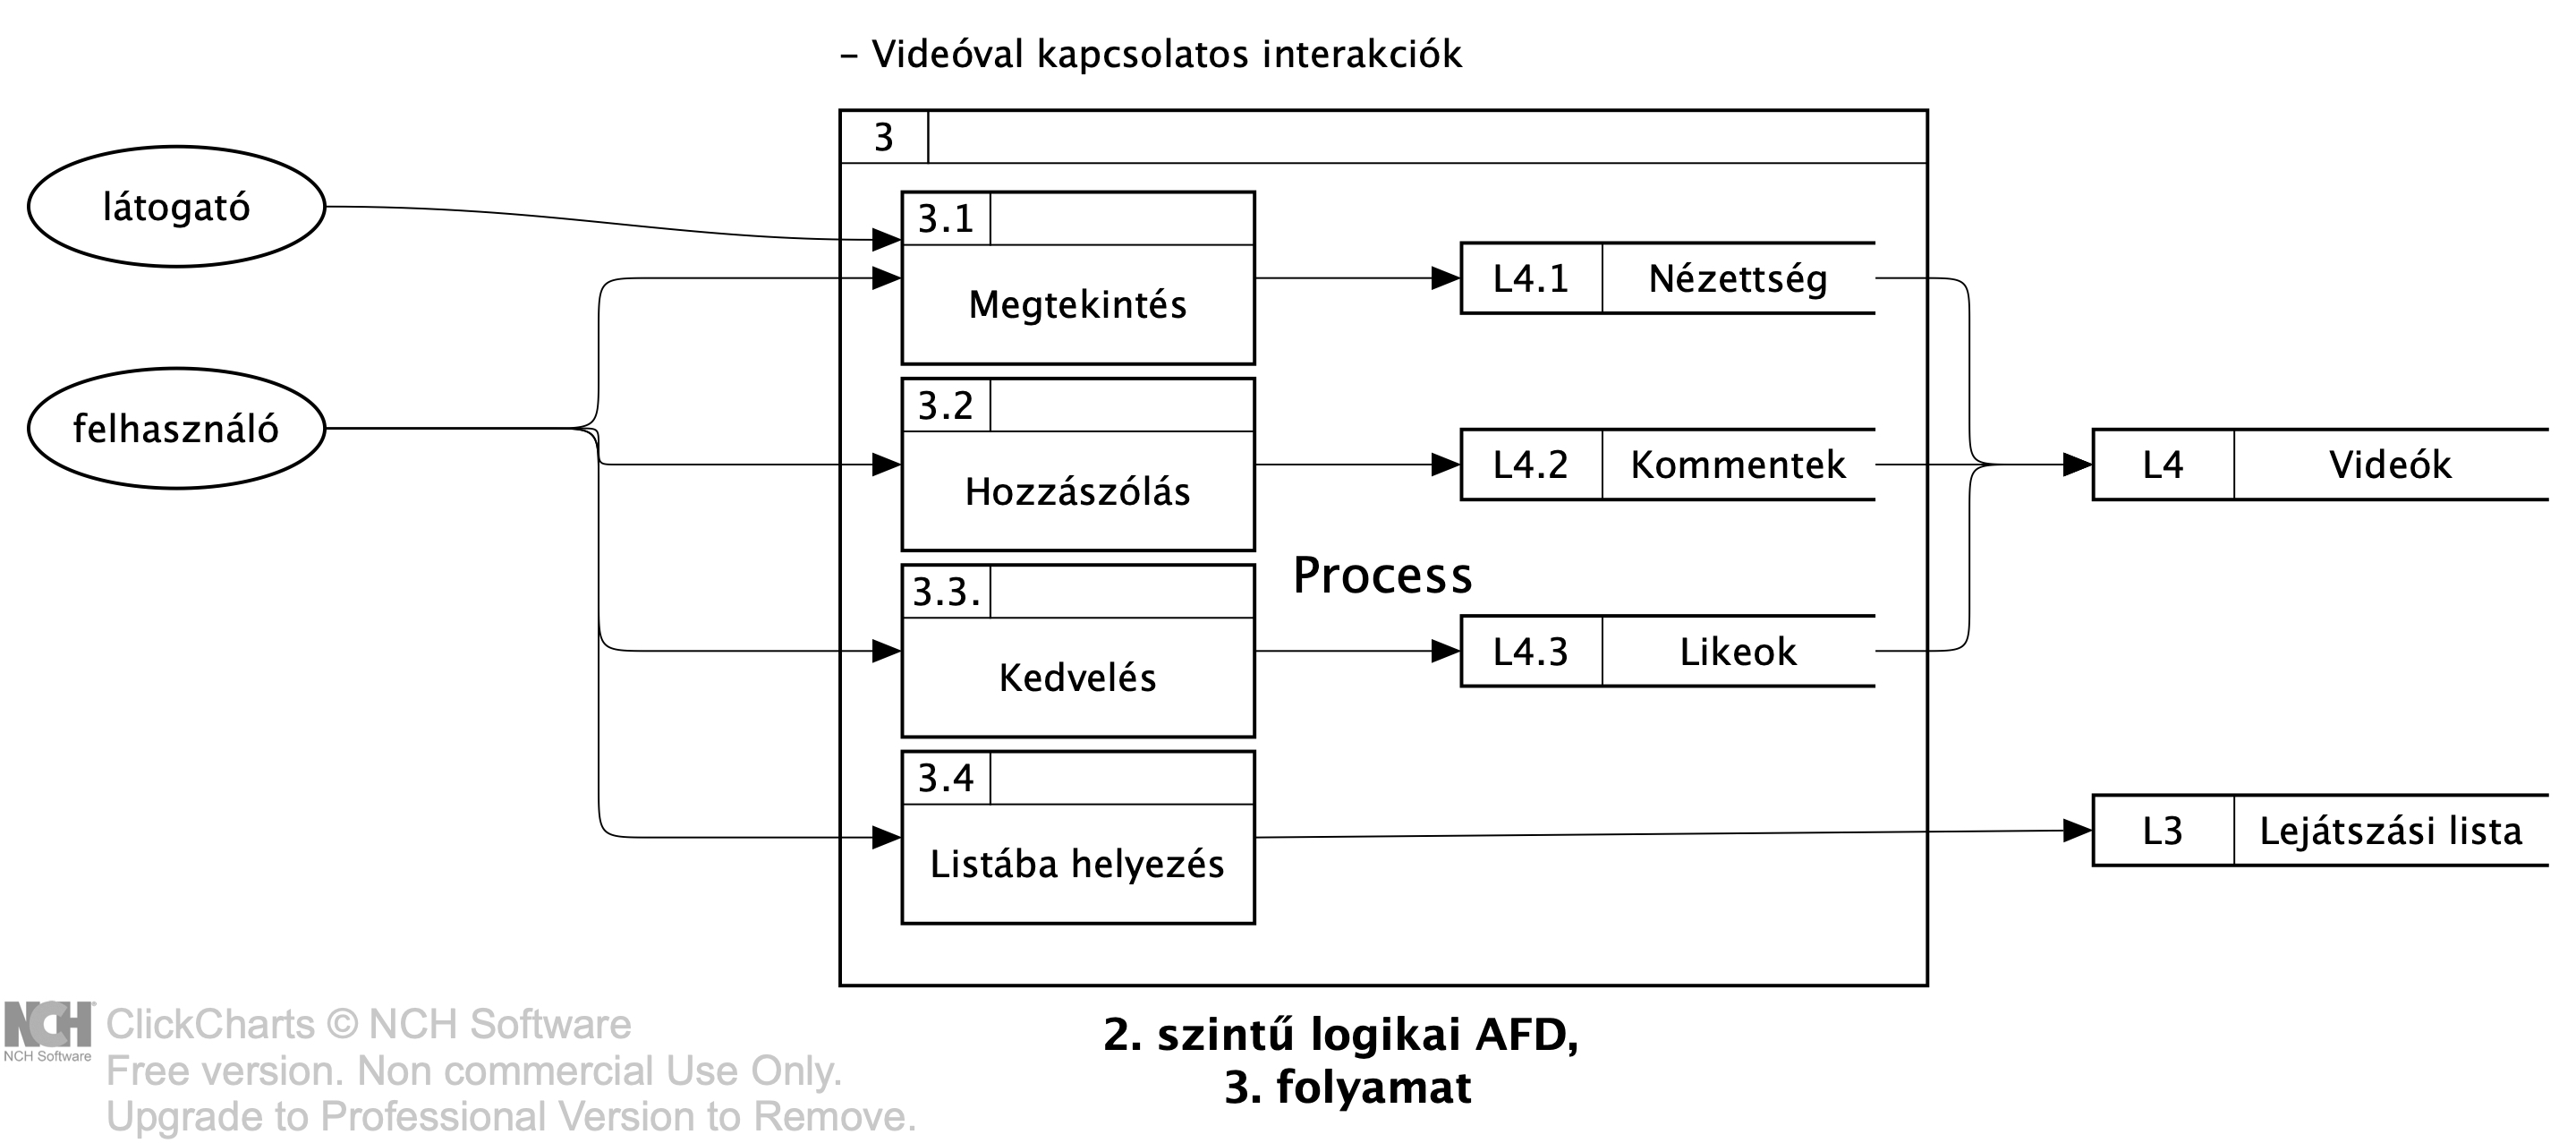 – Videóval kapcsolatos interakciók
3
látogató
felhasználó
3.1
Megtekintés
L4.1 Nézettség
3.2
Hozzászólás
L4.2 Kommentek
L4 Videók
Process
3.3.
Kedvelés
L4.3 Likeok
3.4
Listába helyezés
L3 Lejátszási lista
2. szintű logikai AFD,
3. folyamat
NCH
NCH Software
ClickCharts © NCH Software
Free version. Non commercial Use Only.
Upgrade to Professional Version to Remove.